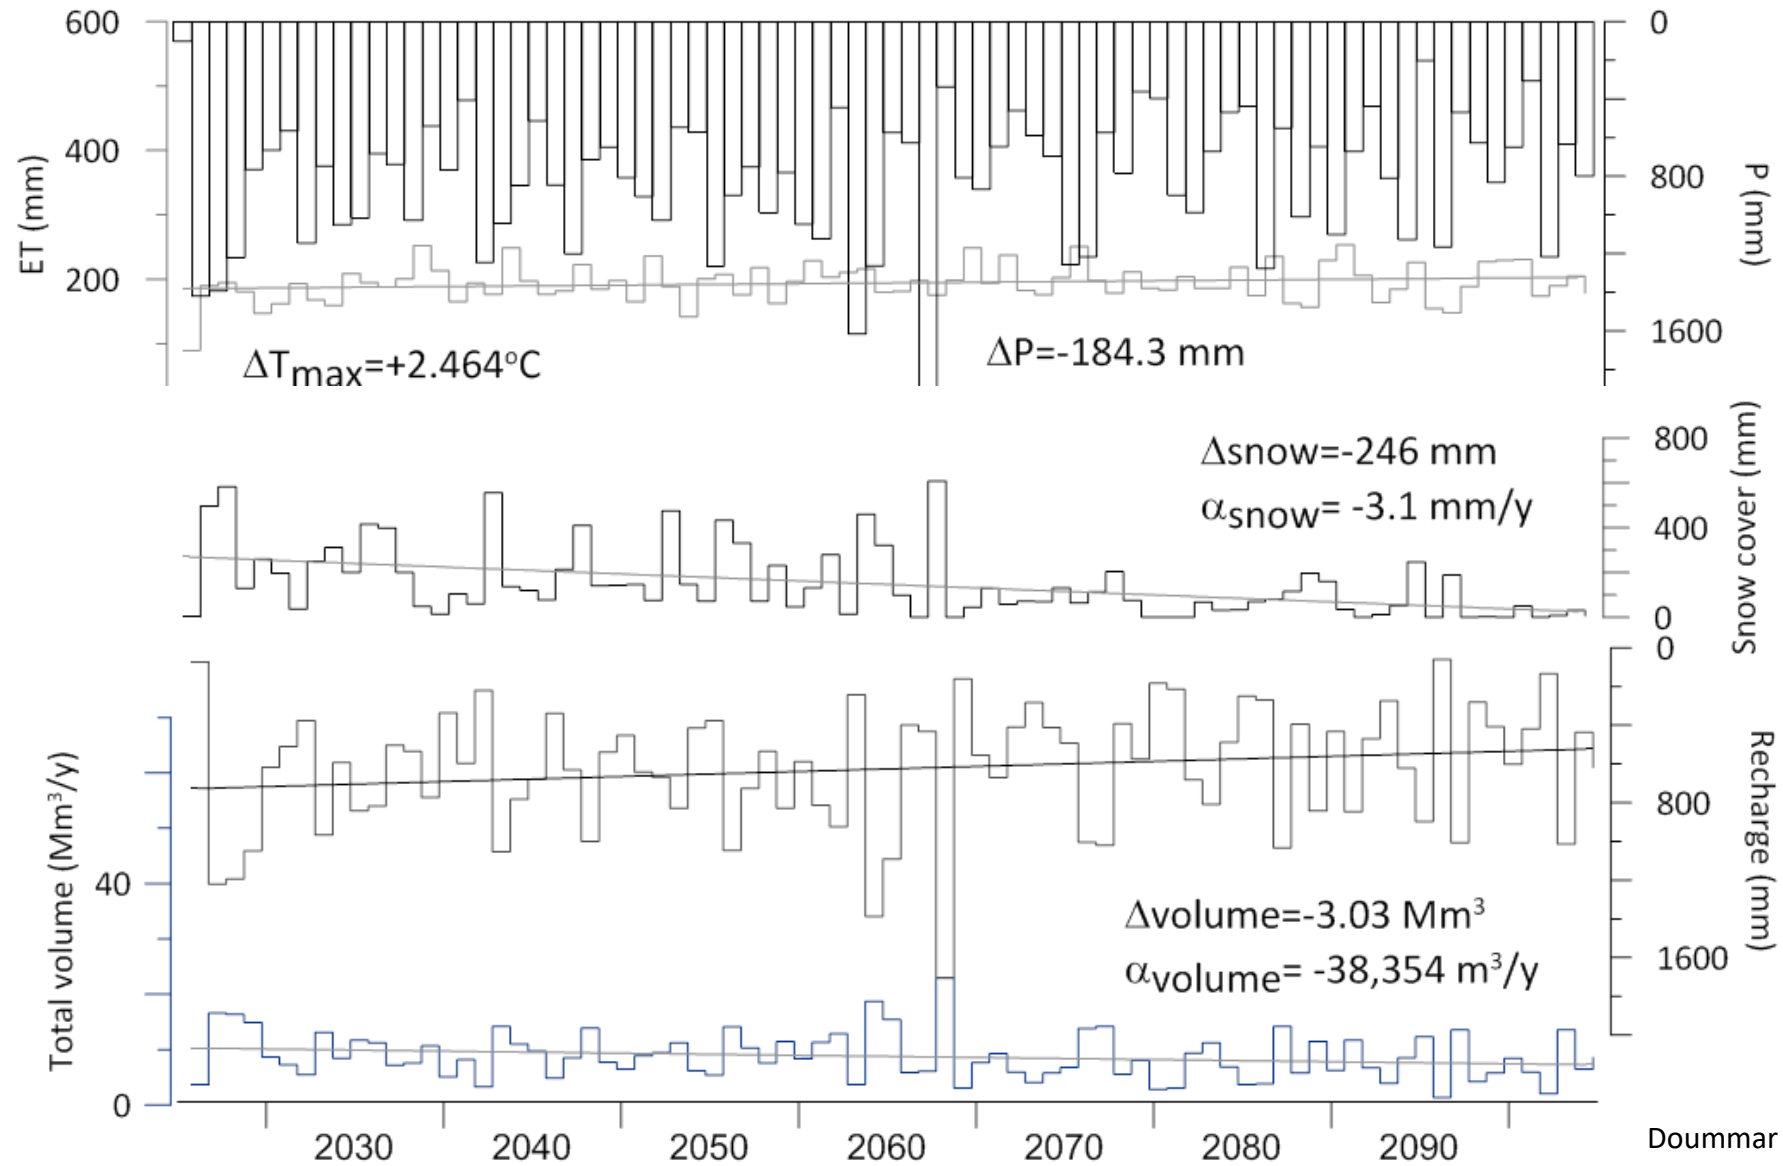 600
400
200
ET (mm)
0
800
1600
P (mm)
ΔTmax=+2.464°C
ΔP=-184.3 mm
800
400
0
Snow cover (mm)
Δsnow=-246 mm
αsnow= -3.1 mm/y
0
800
1600
Recharge (mm)
40
0
Total volume (Mm³/y)
Δvolume=-3.03 Mm³
αvolume= -38,354 m³/y
2030 2040 2050 2060 2070 2080 2090
Doummar